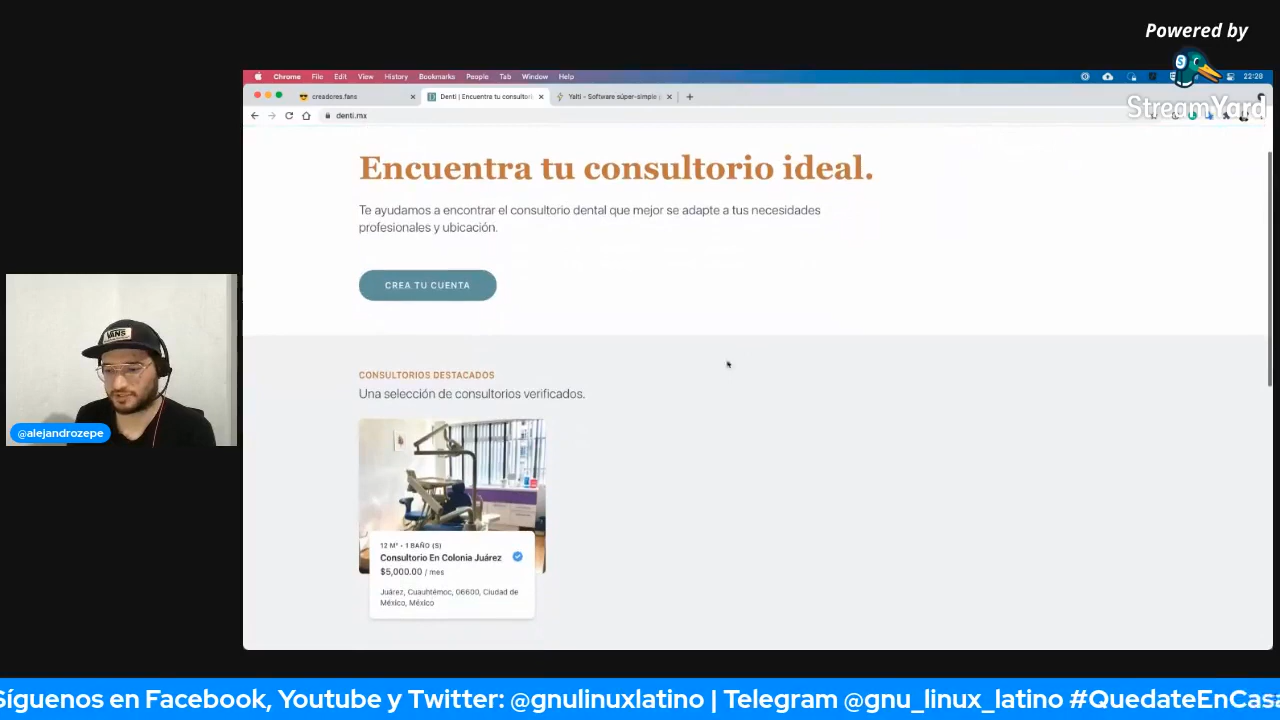 Powered by
StreamYard
Chrome File Edit View History Bookmarks People Tab Window Help
22:28
creadores.fans
Denti | Encuentra tu consultori
Yalti - Software súper-simple
denti.mx
Encuentra tu consultorio ideal.
Te ayudamos a encontrar el consultorio dental que mejor se adapte a tus necesidades
profesionales y ubicación.
CREA TU CUENTA
CONSULTORIOS DESTACADOS
Una selección de consultorios verificados.
12 M² • 1 BAÑO (S)
Consultorio En Colonia Juárez
$5,000.00 / mes
Juárez, Cuauhtémoc, 06600, Ciudad de
México, México
VANS
@alejandrozepe
Síguenos en Facebook, Youtube y Twitter: @gnulinuxlatino | Telegram @gnu_linux_latino #QuedateEnCasa